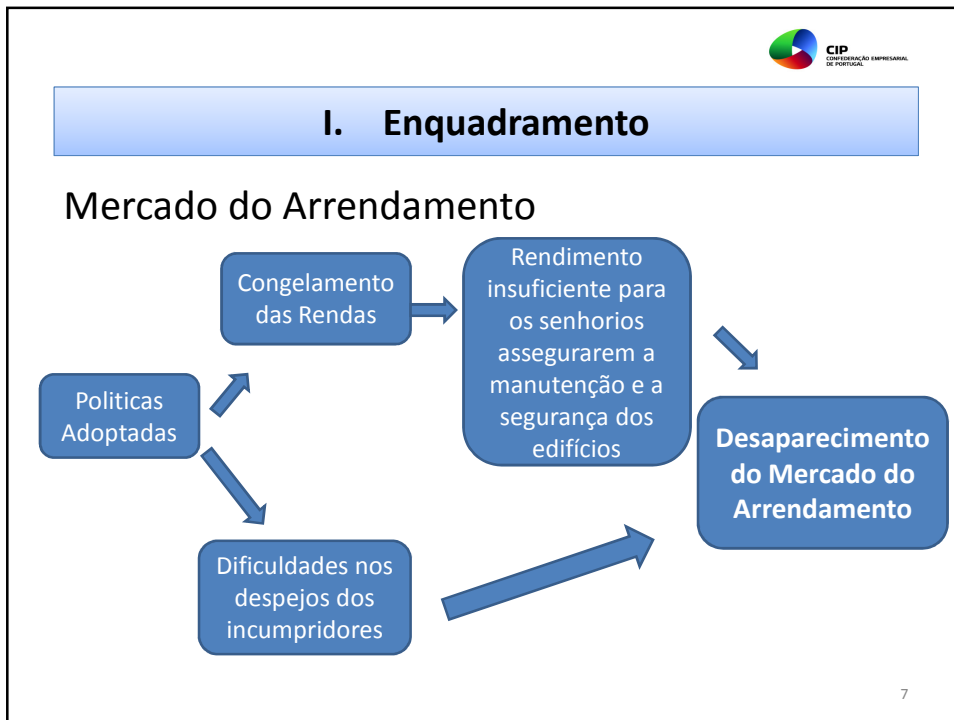 CIP
CONFEDERAÇÃO EMPRESARIAL
DE PORTUGAL
I. Enquadramento
Mercado do Arrendamento
Politicas
Adoptadas
Congelamento
das Rendas
Rendimento
insuficiente para
os senhorios
assegurarem a
manutenção e a
segurança dos
edifícios
Dificuldades nos
despejos dos
incumpridores
Desaparecimento
do Mercado do
Arrendamento
7